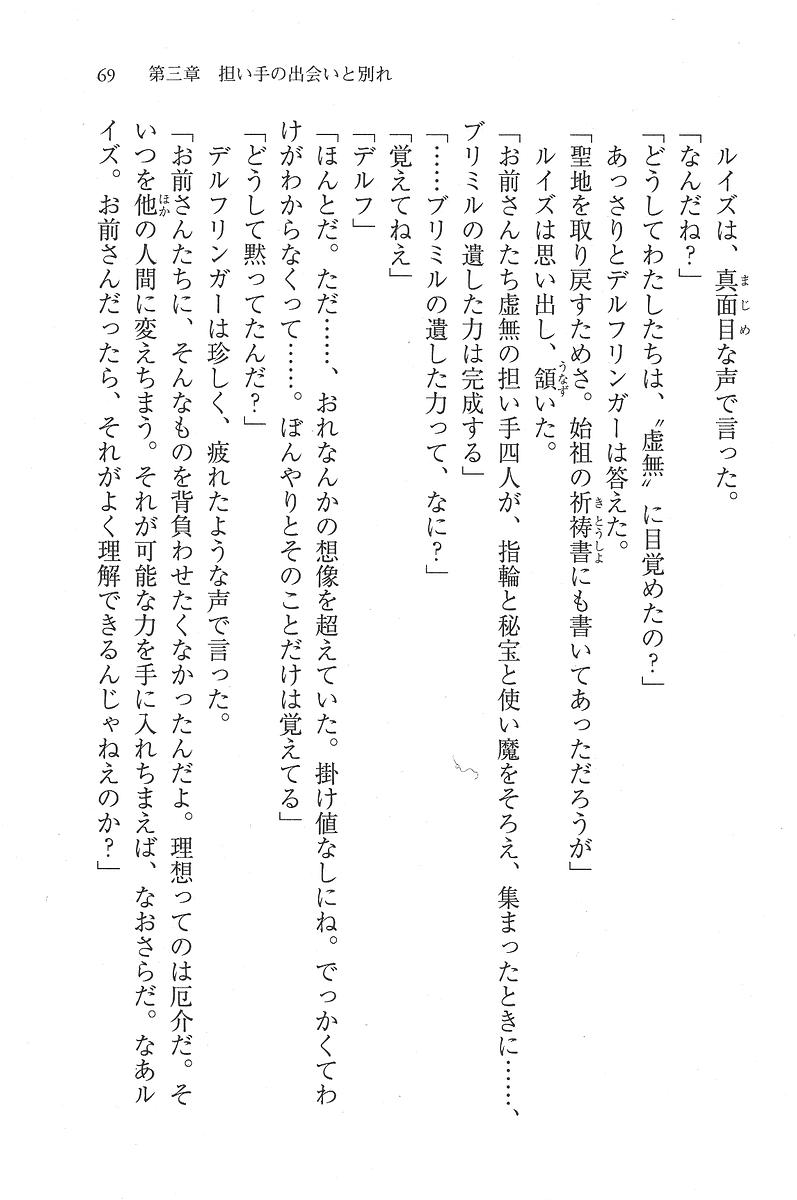 69　第三章　担い手の出会いと別れ
　ルイズは、真面目な声で言った。
「なんだね？」
「どうしてわたしたちは、〝虚無〟に目覚めたの？」
　あっさりとデルフリンガーは答えた。
「聖地を取り戻すためさ。始祖の祈祷書にも書いてあっただろうが」
　ルイズは思い出し、頷いた。
「お前さんたち虚無の担い手四人が、指輪と秘宝と使い魔をそろえ、集まったときに……、
ブリミルの遺した力は完成する」
「……ブリミルの遺した力って、なに？」
「覚えてねえ」
「デルフ」
「ほんとだ。ただ……、おれなんかの想像を超えていた。掛け値なしにね。でっかくてわ
けがわからなくって……。ぼんやりとそのことだけは覚えてる」
「どうして黙ってたんだ？」
　デルフリンガーは珍しく、疲れたような声で言った。
「お前さんたちに、そんなものを背負わせたくなかったんだよ。理想ってのは厄介だ。そ
いつを他の人間に変えちまう。それが可能な力を手に入れちまえば、なおさらだ。なあル
イズ。お前さんだったら、それがよく理解できるんじゃねえのか？」